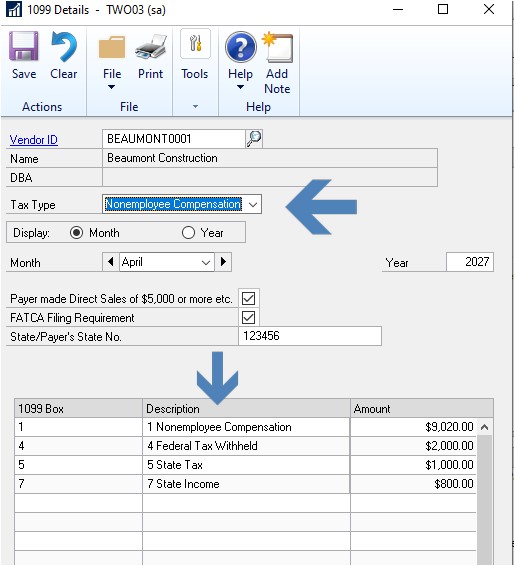 1099 Details - TWO03 (sa)
Save Clear File Print Tools Help Add Note
Actions File Help
Vendor ID BEAUMONT0001
Name Beaumont Construction
DBA
Tax Type Nonemployee Compensation
Display: Month Year
Month April Year 2027
Payer made Direct Sales of $5,000 or more etc.
FATCA Filing Requirement
State/Payer's State No. 123456
1099 Box Description Amount
1 1 Nonemployee Compensation $9,020.00
4 4 Federal Tax Withheld $2,000.00
5 5 State Tax $1,000.00
7 7 State Income $800.00